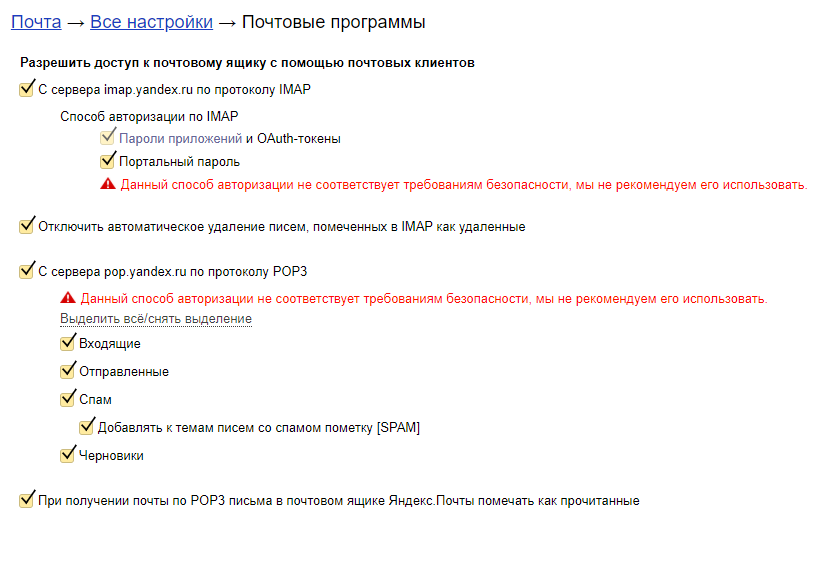 Почта → Все настройки → Почтовые программы
Разрешить доступ к почтовому ящику с помощью почтовых клиентов
С сервера imap.yandex.ru по протоколу IMAP
Способ авторизации по IMAP
Пароли приложений и OAuth-токены
Портальный пароль
Данный способ авторизации не соответствует требованиям безопасности, мы не рекомендуем его использовать.
Отключить автоматическое удаление писем, помеченных в IMAP как удаленные
С сервера pop.yandex.ru по протоколу POP3
Данный способ авторизации не соответствует требованиям безопасности, мы не рекомендуем его использовать.
Выделить всё/снять выделение
Входящие
Отправленные
Спам
Добавлять к темам писем со спамом пометку [SPAM]
Черновики
При получении почты по POP3 письма в почтовом ящике Яндекс.Почты помечать как прочитанные